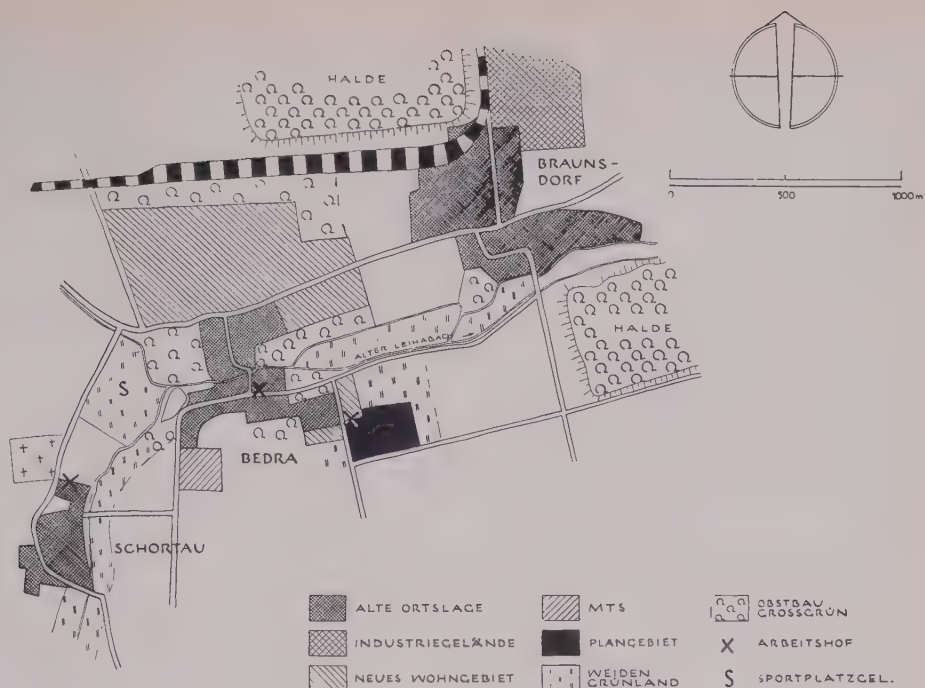 HALDE
BRAUNS-
DORF
0 500 1000 m
HALDE
ALTER LEIHABACH
S
BEDRA
SCHORTAU
ALTE ORTSLAGE
INDUSTRIEGELÄNDE
NEUES WOHNGEBIET
MTS
PLANGEBIET
WEIDEN
GRÜNLAND
OBSTBAU
GROSSGRÜN
X ARBEITSHOF
S SPORTPLATZGEL.